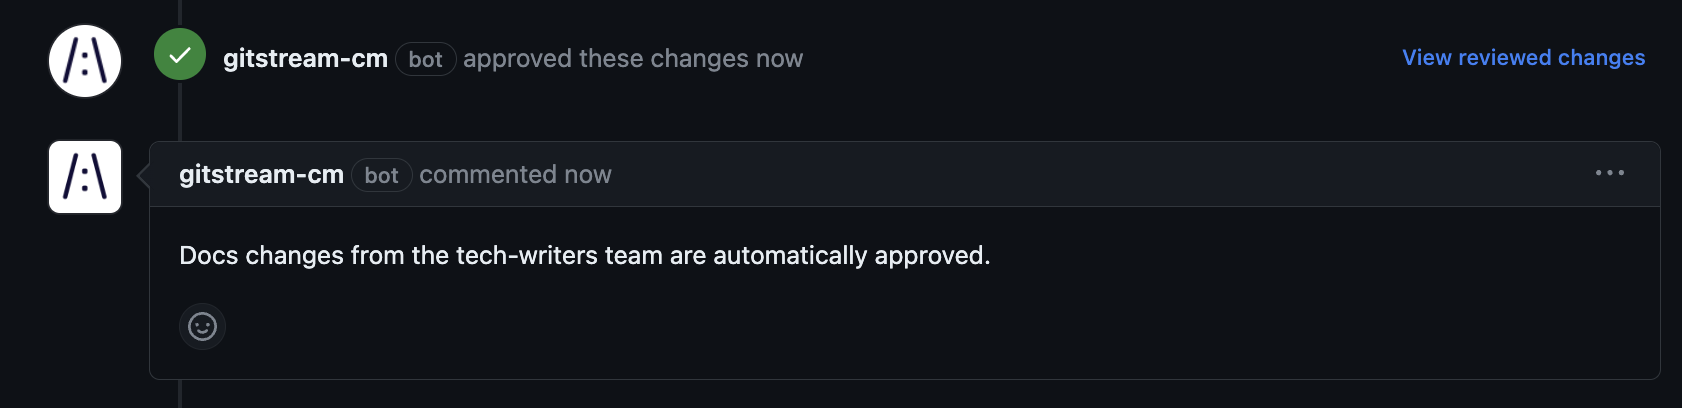 gitstream-cm bot approved these changes now View reviewed changes
gitstream-cm bot commented now
Docs changes from the tech-writers team are automatically approved.